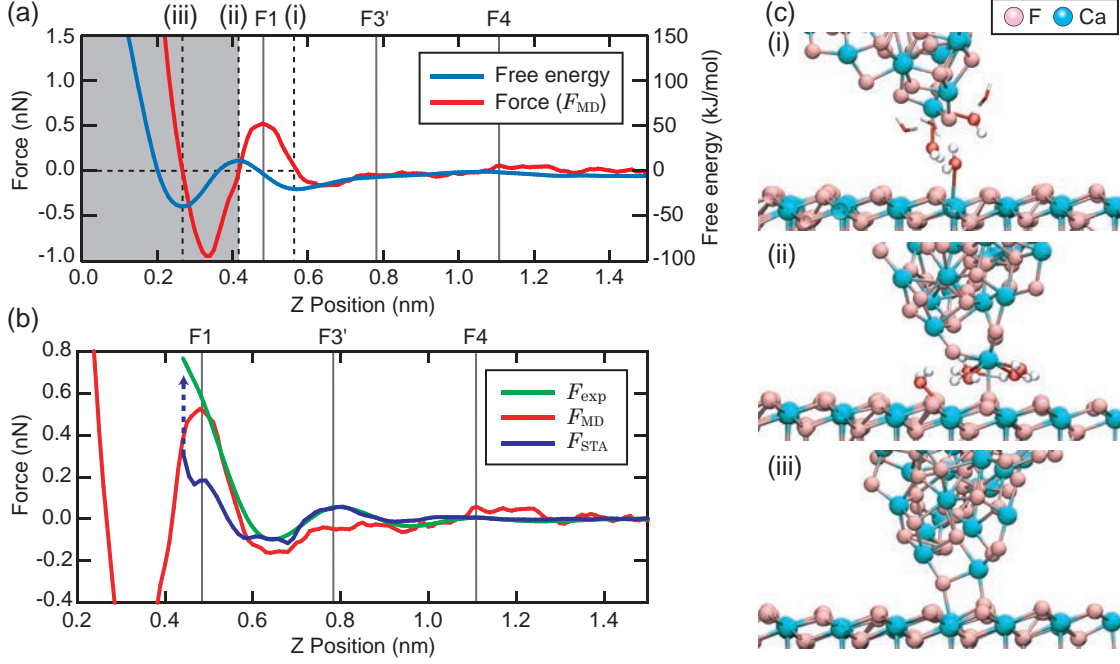 (a)
(iii) (ii) F1 (i) F3' F4
1.5
1.0
0.5
0.0
-0.5
-1.0
Force (nN)
150
100
50
0
-50
-100
Free energy (kJ/mol)
Free energy
Force (F_MD)
0.0 0.2 0.4 0.6 0.8 1.0 1.2 1.4
Z Position (nm)
(b)
F1 F3' F4
0.8
0.6
0.4
0.2
0.0
-0.2
-0.4
Force (nN)
F_exp
F_MD
F_STA
0.2 0.4 0.6 0.8 1.0 1.2 1.4
Z Position (nm)
(c)
F Ca
(i)
(ii)
(iii)